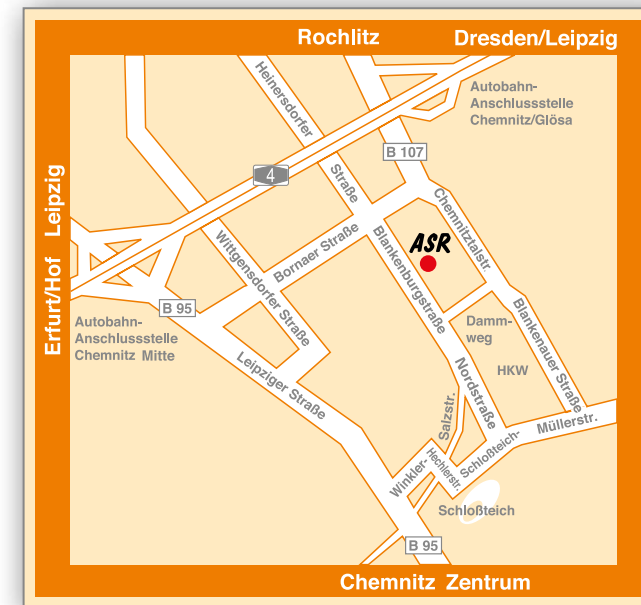 Rochlitz
Dresden/Leipzig
Heinersdorfer
Straße
Autobahn-
Anschlussstelle
Chemnitz/Glösa
B 107
4
Erfurt/Hof Leipzig
Chemnitztalstr.
Wittgensdorfer Straße
Bornaer Straße
Blankenburgstraße
ASR
B 95
Autobahn-
Anschlussstelle
Chemnitz Mitte
Leipziger Straße
Damm-
weg
HKW
Blankenauer Straße
Nordstraße
Salzstr.
Müllerstr.
Schloßteich-
Hechlerstr.
Winkler-
Schloßteich
B 95
Chemnitz Zentrum